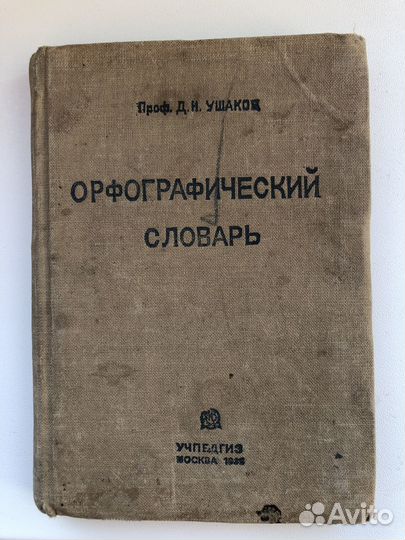 Проф. Д. Н. УШАКОВ
ОРФОГРАФИЧЕСКИЙ
СЛОВАРЬ
УЧПЕДГИЗ
МОСКВА
Avito